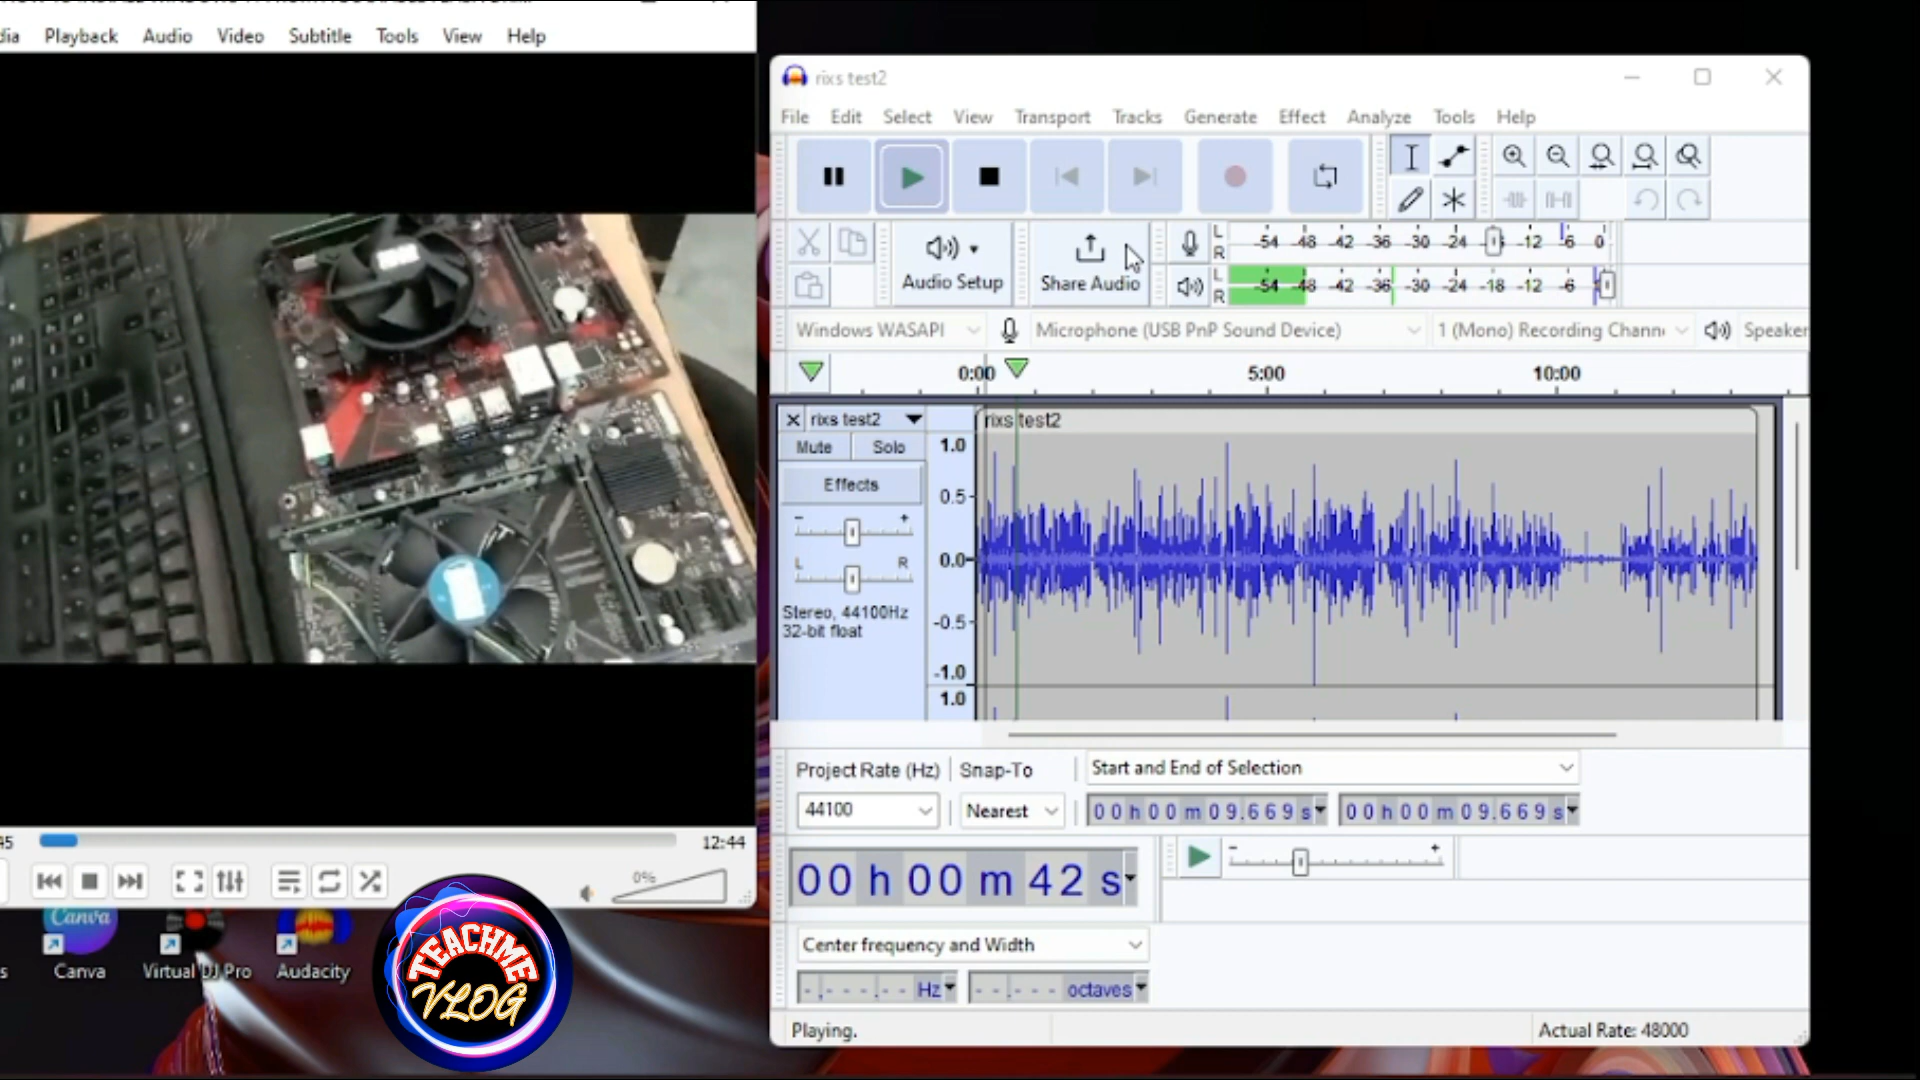 dia Playback Audio Video Subtitle Tools View Help
45
12:44
0%
Canva
Canva
Virtual DJ Pro
Audacity
TEACHME
VLOG
rixs test2
File Edit Select View Transport Tracks Generate Effect Analyze Tools Help
Audio Setup
Share Audio
L
R
-54 -48 -42 -36 -30 -24 -12 -6 0
L
R
-54 -48 -42 -36 -30 -24 -18 -12 -6
Windows WASAPI
Microphone (USB PnP Sound Device)
1 (Mono) Recording Chann
Speaker
0:00 5:00 10:00
rixs test2
rixs test2
Mute Solo
Effects
- +
L R
Stereo, 44100Hz
32-bit float
1.0
0.5
0.0
-0.5
-1.0
1.0
Project Rate (Hz)
Snap-To
Start and End of Selection
44100
Nearest
00 h 00 m 09.669 s
00 h 00 m 09.669 s
00 h 00 m 42 s
- +
Center frequency and Width
Hz
octaves
Playing.
Actual Rate: 48000